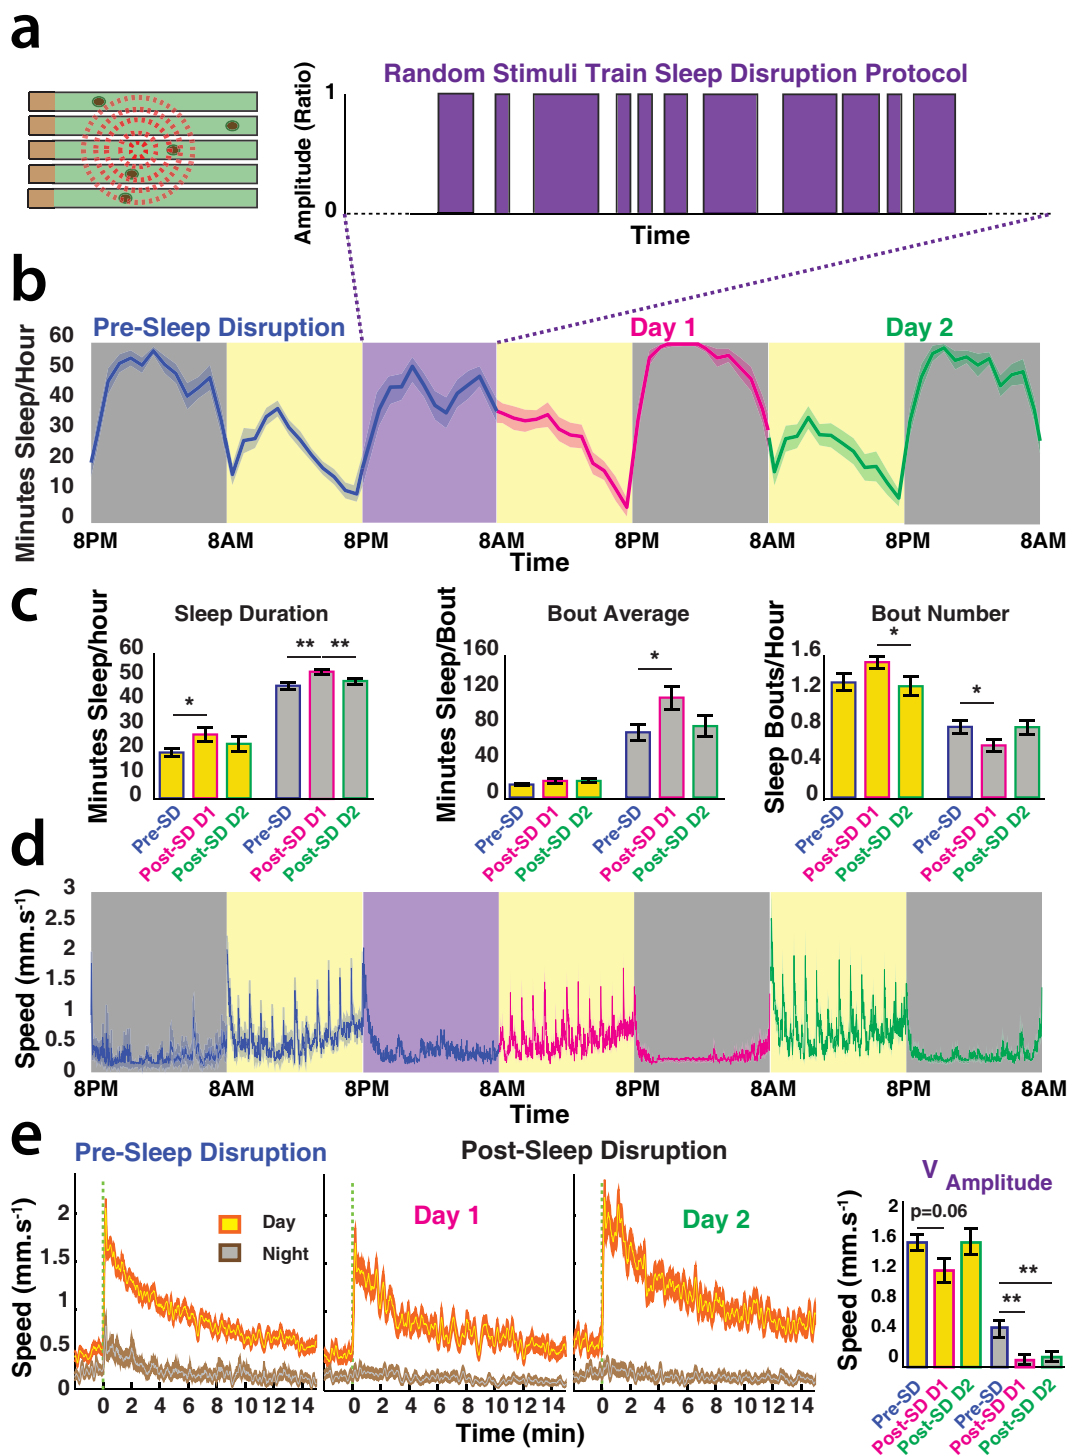 a
Random Stimuli Train Sleep Disruption Protocol
Amplitude (Ratio)
1
0
Time
b
Minutes Sleep/Hour
Pre-Sleep Disruption
Day 1
Day 2
60
50
40
30
20
10
0
8PM 8AM 8PM 8AM 8PM 8AM 8PM 8AM
Time
c
Sleep Duration
Minutes Sleep/hour
60
50
40
30
20
10
0
* ** **
Pre-SD Post-SD D1 Post-SD D2 Pre-SD Post-SD D1 Post-SD D2
Bout Average
Minutes Sleep/Bout
160
120
80
40
0
*
Pre-SD Post-SD D1 Post-SD D2 Pre-SD Post-SD D1 Post-SD D2
Bout Number
Sleep Bouts/Hour
1.6
1.2
0.8
0.4
* *
Pre-SD Post-SD D1 Post-SD D2 Pre-SD Post-SD D1 Post-SD D2
d
Speed (mm.s-1)
3
2.5
2
1.5
1
0.5
0
8PM 8AM 8PM 8AM 8PM 8AM 8PM 8AM
Time
e
Pre-Sleep Disruption
Post-Sleep Disruption
Speed (mm.s-1)
2
1.5
1
0.5
0
Day
Night
Day 1
Day 2
0 2 4 6 8 10 12 14
0 2 4 6 8 10 12 14
0 2 4 6 8 10 12 14
Time (min)
V Amplitude
Speed (mm.s-1)
2
1.6
1.2
0.8
0.4
0
p=0.06
**
**
Pre-SD Post-SD D1 Post-SD D2 Pre-SD Post-SD D1 Post-SD D2